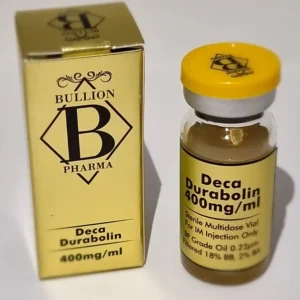 B
BULLION
B
PHARMA
Deca
Durabolin
400mg/ml
B
Deca
Durabolin
400mg/ml
Sterile Multidose Vial
For IM Injection Only
Grade Oil 0.22µm
18% BB, 2% BA